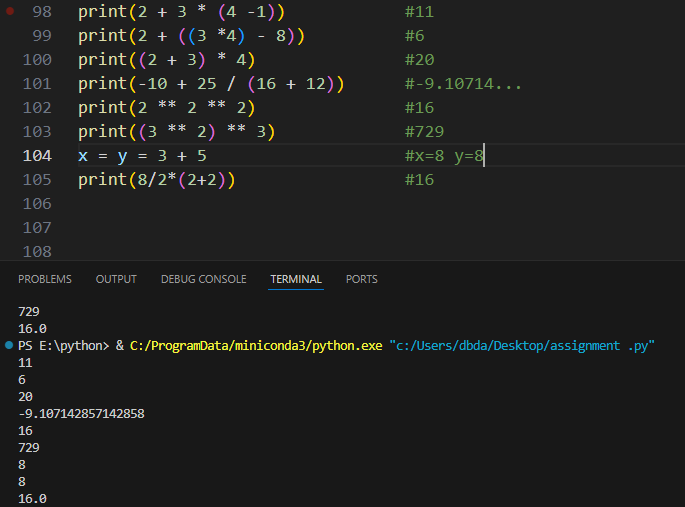 98 print(2 + 3 * (4 -1)) #11
99 print(2 + ((3 *4) - 8)) #6
100 print((2 + 3) * 4) #20
101 print(-10 + 25 / (16 + 12)) #-9.10714...
102 print(2 ** 2 ** 2) #16
103 print((3 ** 2) ** 3) #729
104 x = y = 3 + 5 #x=8 y=8
105 print(8/2*(2+2)) #16
106
107
108
PROBLEMS OUTPUT DEBUG CONSOLE TERMINAL PORTS
729
16.0
PS E:\python> & C:/ProgramData/miniconda3/python.exe "c:/Users/dbda/Desktop/assignment .py"
11
6
20
-9.107142857142858
16
729
8
8
16.0